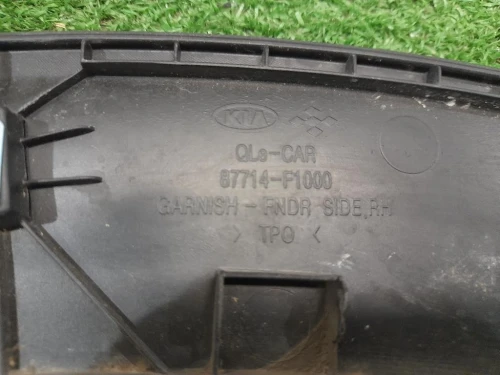 KIA
QLe-CAR
87714-F1000
GARNISH - FNDR SIDE,RH
> TPO <